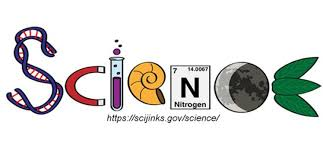 SCIENCE
7 14.0067
N
Nitrogen
https://scijinks.gov/science/